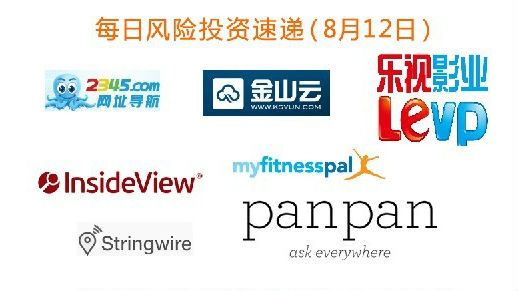 每日风险投资速递(8月12日)
2345.com
网址导航
金山云
WWW.KSYUN.COM
乐视影业
Levp
InsideView®
myfitnesspal
Stringwire
panpan
ask everywhere